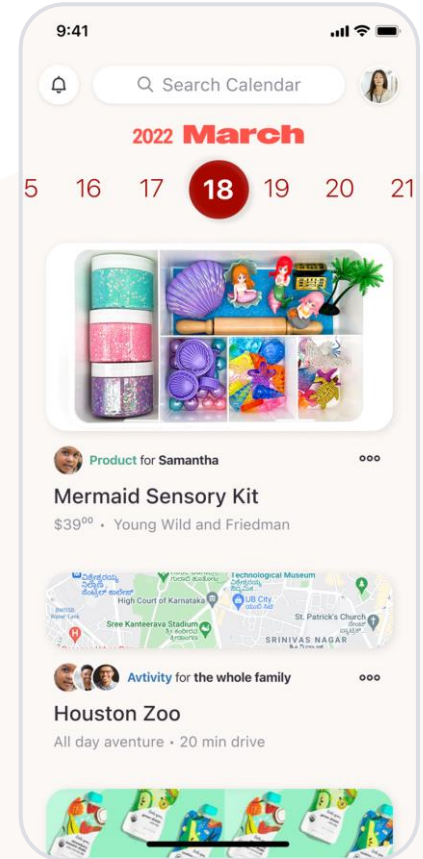 9:41
Search Calendar
2022 March
5 16 17 18 19 20 21
Product for Samantha
Mermaid Sensory Kit
$39⁰⁰ • Young Wild and Friedman
Technological Museum
High Court of Karnataka
UB City
St. Patrick's Church
Sree Kanteerava Stadium
SRINIVAS NAGAR
Avtivity for the whole family
Houston Zoo
All day aventure • 20 min drive